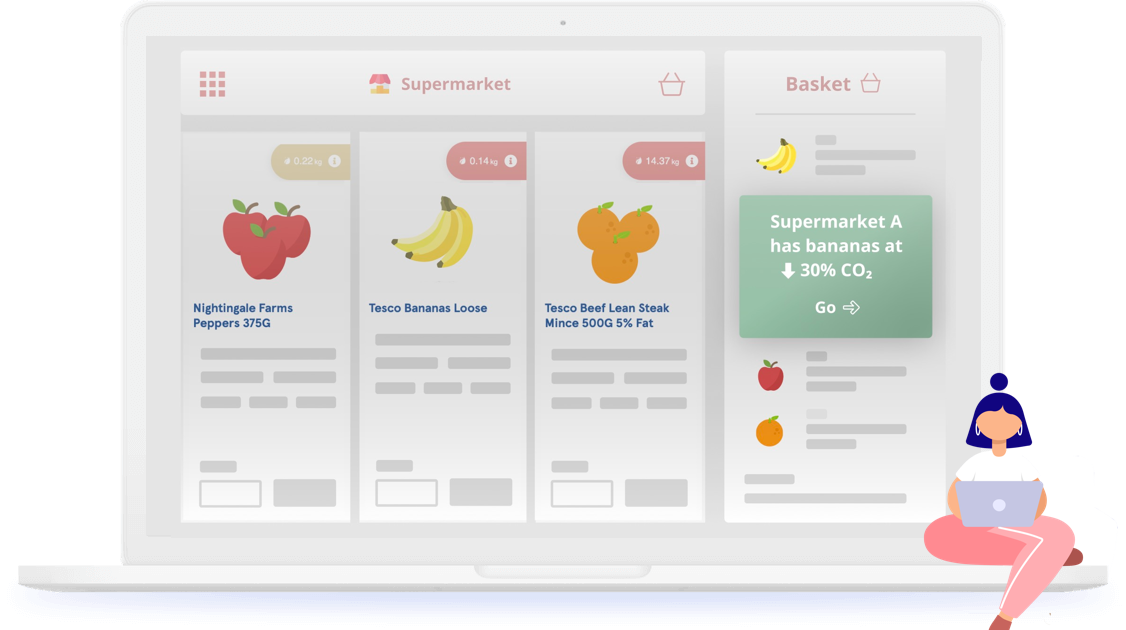 Supermarket
Basket
0.22 kg
0.14 kg
14.37 kg
Supermarket A
has bananas at
30% CO₂
Go
Nightingale Farms
Peppers 375G
Tesco Bananas Loose
Tesco Beef Lean Steak
Mince 500G 5% Fat